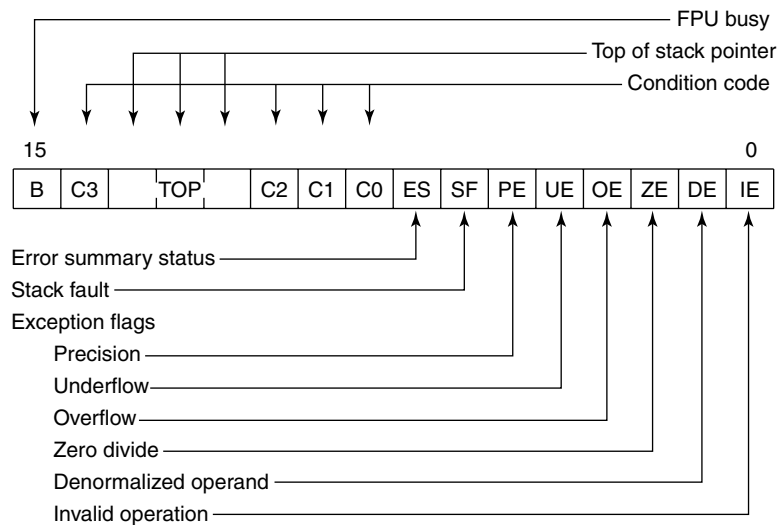 FPU busy
Top of stack pointer
Condition code
15 0
B C3 TOP C2 C1 C0 ES SF PE UE OE ZE DE IE
Error summary status
Stack fault
Exception flags
Precision
Underflow
Overflow
Zero divide
Denormalized operand
Invalid operation